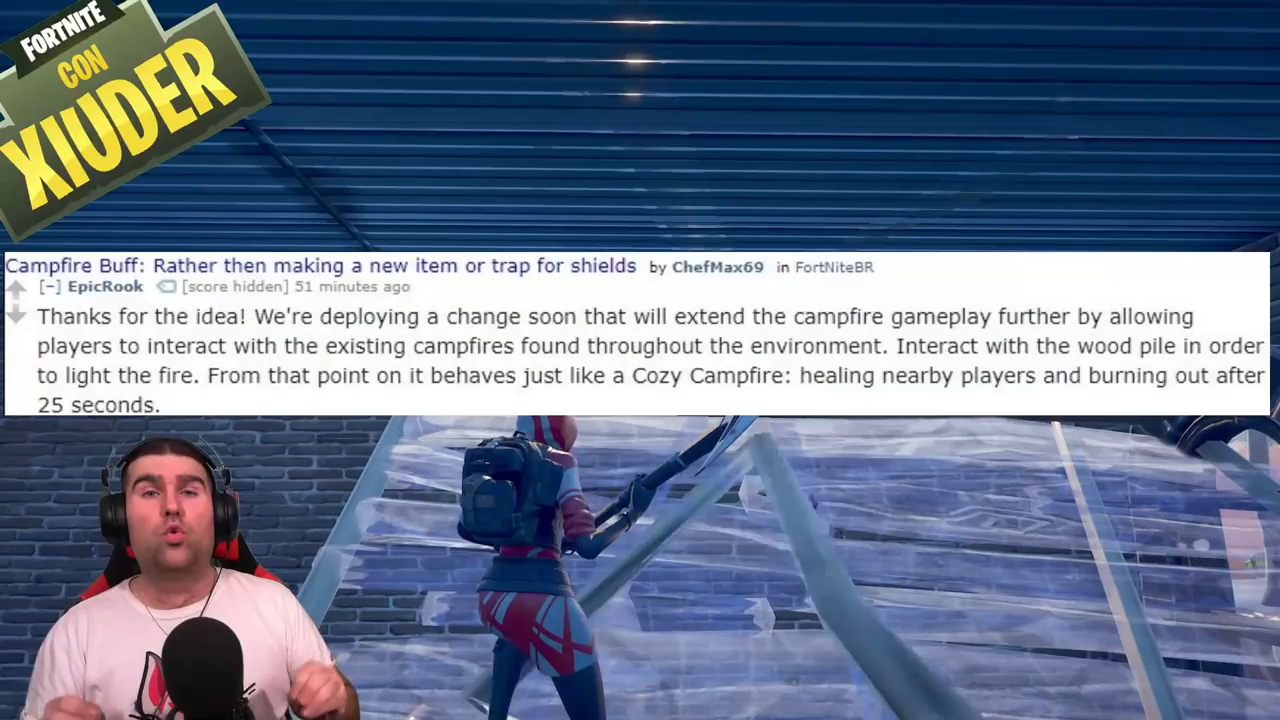 FORTNITE
CON
XIUDER
Campfire Buff: Rather then making a new item or trap for shields by ChefMax69 in FortNiteBR
[-] EpicRook [score hidden] 51 minutes ago
Thanks for the idea! We're deploying a change soon that will extend the campfire gameplay further by allowing
players to interact with the existing campfires found throughout the environment. Interact with the wood pile in order
to light the fire. From that point on it behaves just like a Cozy Campfire: healing nearby players and burning out after
25 seconds.